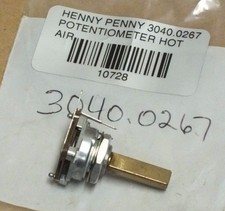 HENNY PENNY 3040.0267
POTENTIOMETER HOT
AIR
10728
3040.0267